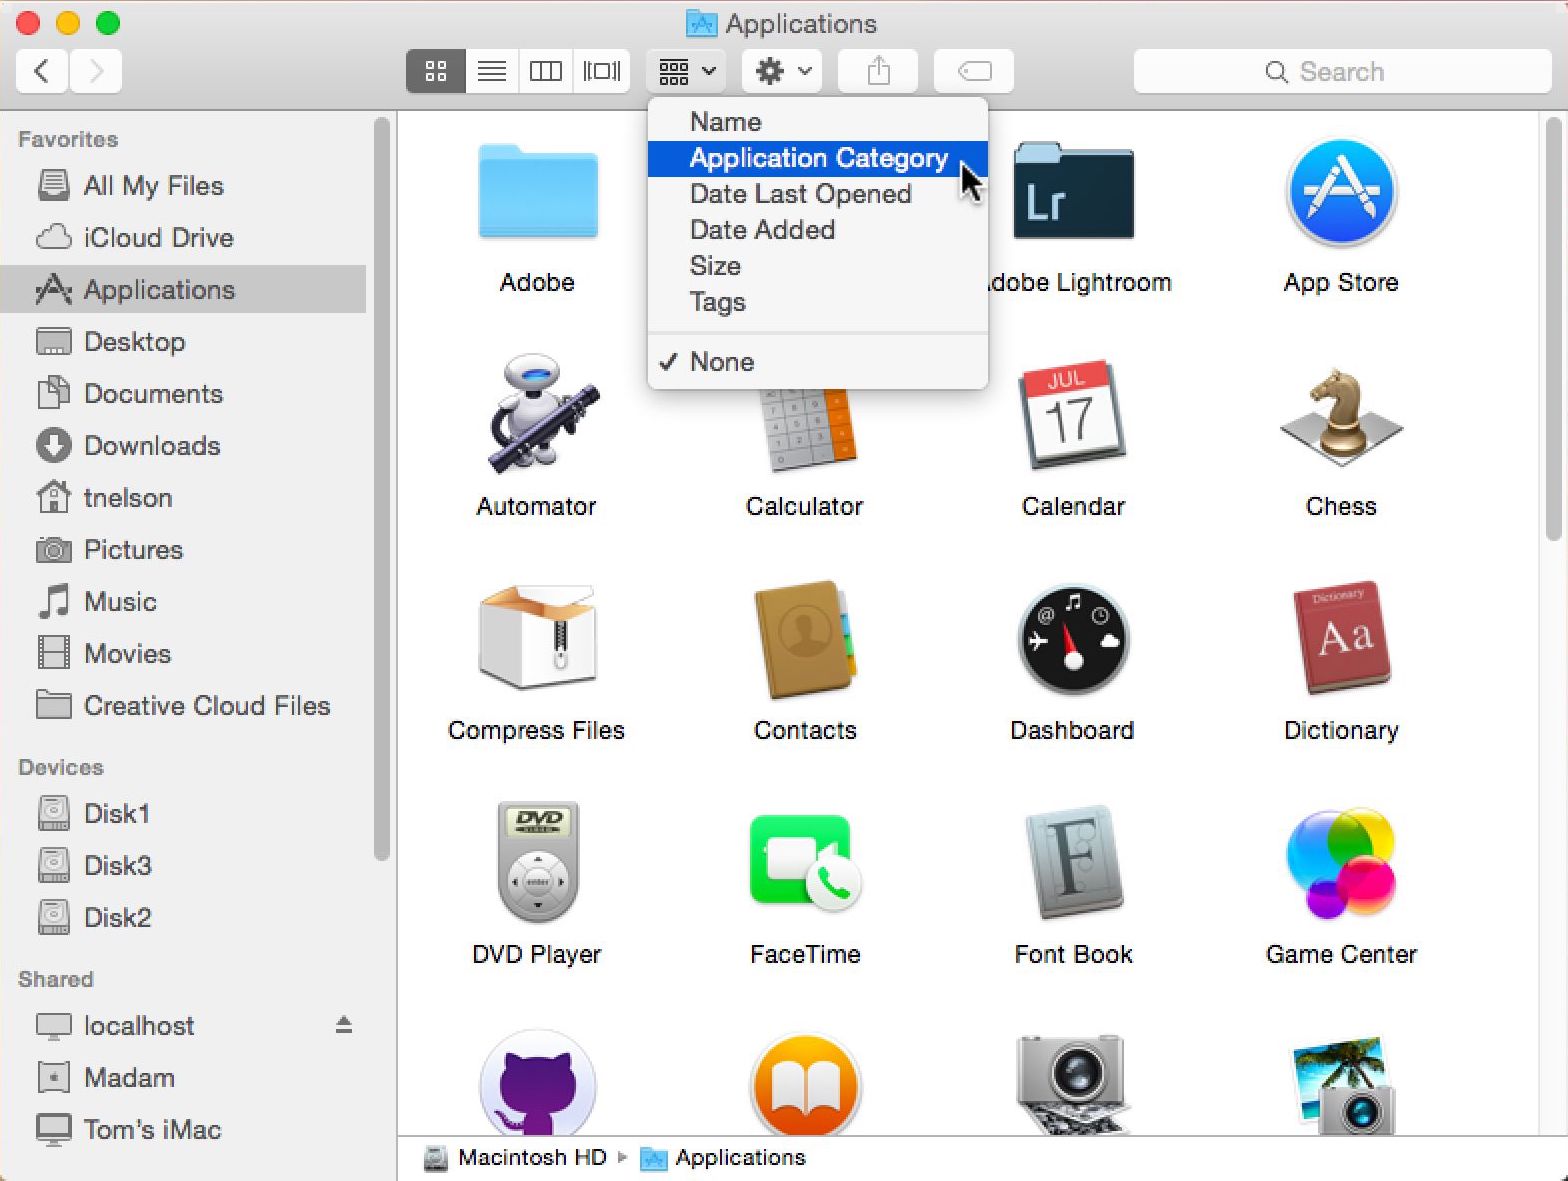 Applications
Search
Favorites
All My Files
iCloud Drive
Applications
Desktop
Documents
Downloads
tnelson
Pictures
Music
Movies
Creative Cloud Files
Devices
Disk1
Disk3
Disk2
Shared
localhost
Madam
Tom's iMac
Name
Application Category
Date Last Opened
Date Added
Size
Tags
✓ None
Lr
Adobe
dobe Lightroom
App Store
JUL
17
Automator
Calculator
Calendar
Chess
@
Dictionary
Aa
Compress Files
Contacts
Dashboard
Dictionary
DVD
VIDEO
enter
F
DVD Player
FaceTime
Font Book
Game Center
Macintosh HD
Applications